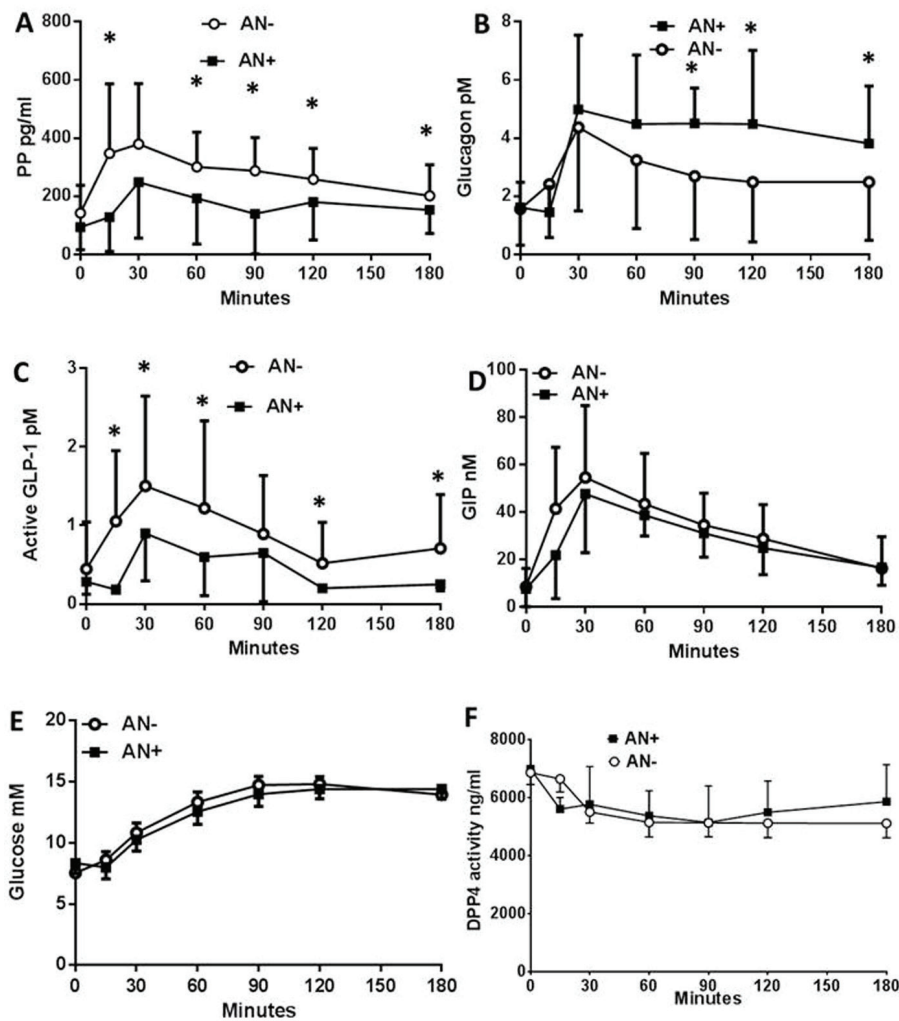 A
AN-
AN+
PP pg/ml
800
600
400
200
0
*
*
*
*
*
0 30 60 90 120 150 180
Minutes
B
AN+
AN-
Glucagon pM
8
6
4
2
0
*
*
*
0 30 60 90 120 150 180
Minutes
C
AN-
AN+
Active GLP-1 pM
3
2
1
0
*
*
*
*
*
0 30 60 90 120 150 180
Minutes
D
AN-
AN+
GIP nM
100
80
60
40
20
0
0 30 60 90 120 150 180
Minutes
E
AN-
AN+
Glucose mM
20
15
10
5
0
0 30 60 90 120 150 180
Minutes
F
AN+
AN-
DPP4 activity ng/ml
8000
6000
4000
2000
0
0 30 60 90 120 150 180
Minutes